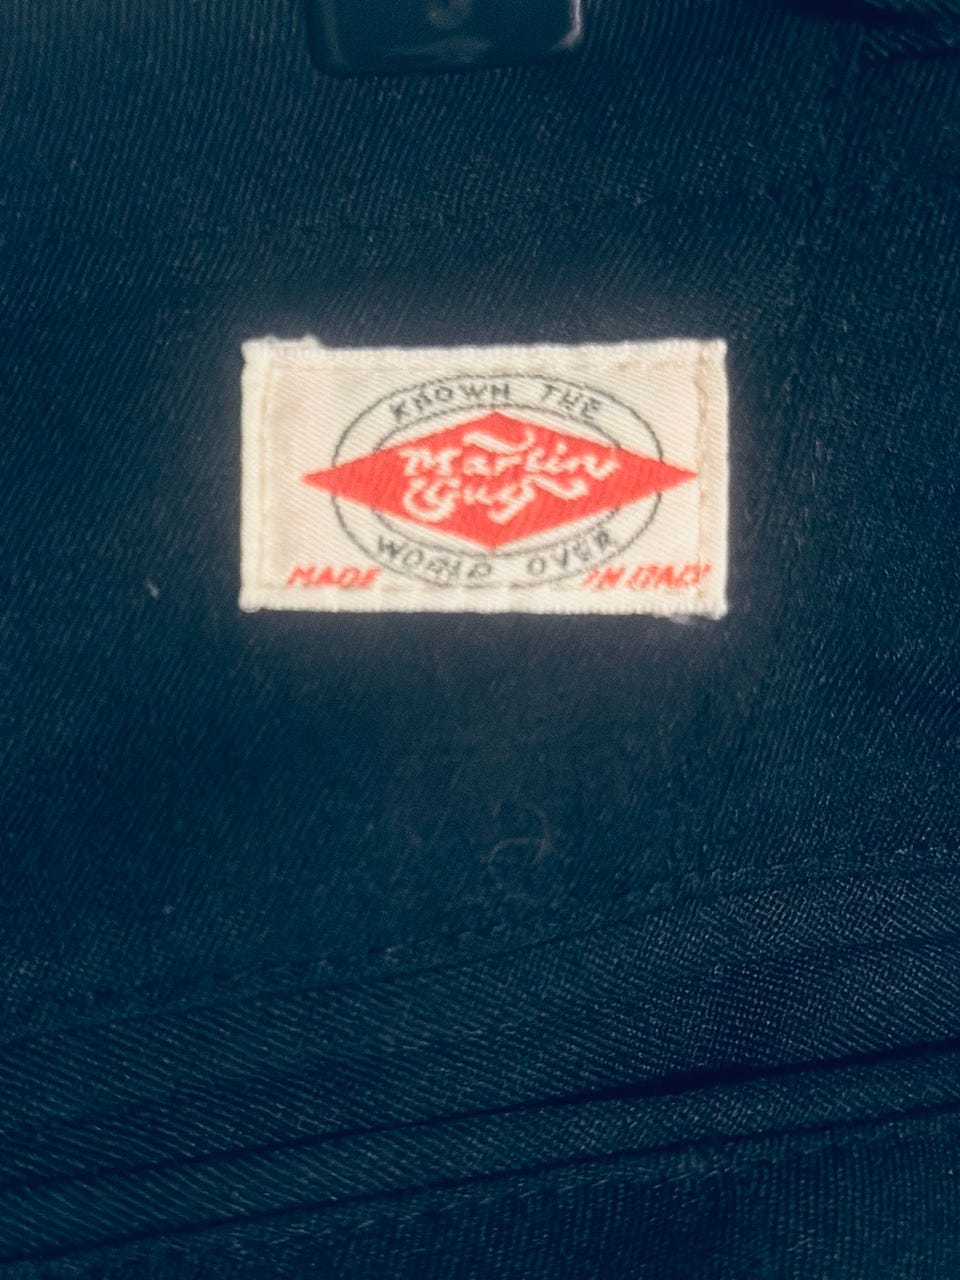 KNOWN THE
Martin
Guy
WORLD OVER
MADE IN ITALY